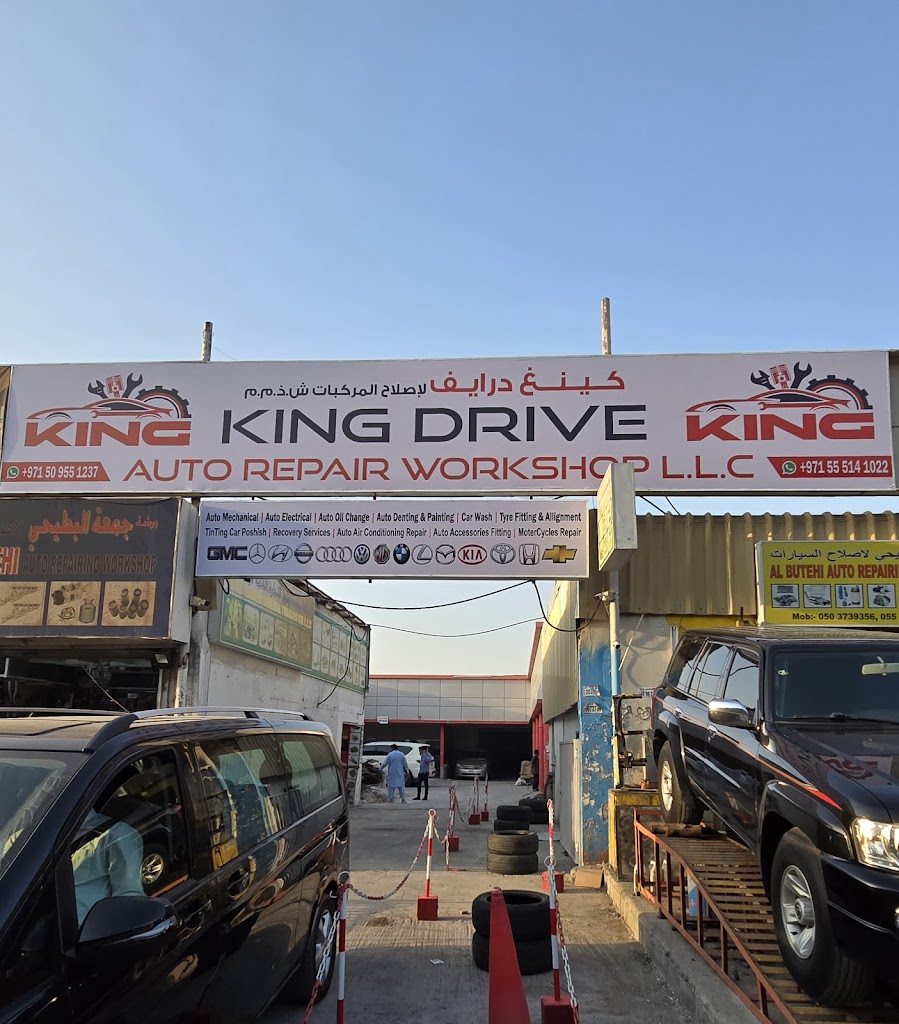 كينغ درايف لإصلاح المركبات ش.ذ.م.م
KING
KING DRIVE
KING
+971 50 955 1237
AUTO REPAIR WORKSHOP L.L.C
+971 55 514 1022
Auto Mechanical | Auto Electrical | Auto Oil Change | Auto Denting & Painting | Car Wash | Tyre Fitting & Allignment
TinTing Car Poshish | Recovery Services | Auto Air Conditioning Repair | Auto Accessories Fitting | MoterCycles Repair
GMC
KIA
جمعة البطيحي
AUTO REPAIRING WORKSHOP
لاصلاح السيارات
AL BUTEHI AUTO REPAIRI
Mob:- 050 3739356, 055